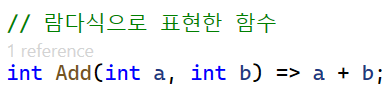 // 람다식으로 표현한 함수
1 reference
int Add(int a, int b) => a + b;